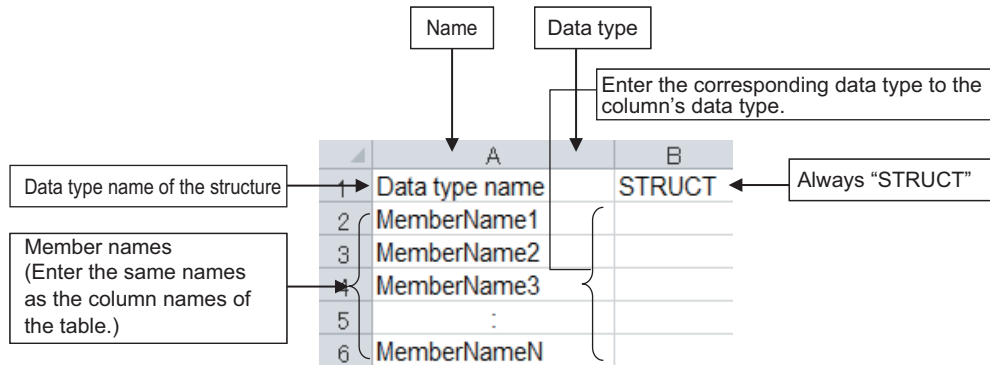 Name
Data type
Enter the corresponding data type to the
column's data type.
A
B
Data type name of the structure
1
Data type name
STRUCT
Always “STRUCT”
2
MemberName1
Member names
(Enter the same names
as the column names of
the table.)
3
MemberName2
4
MemberName3
5
:
6
MemberNameN